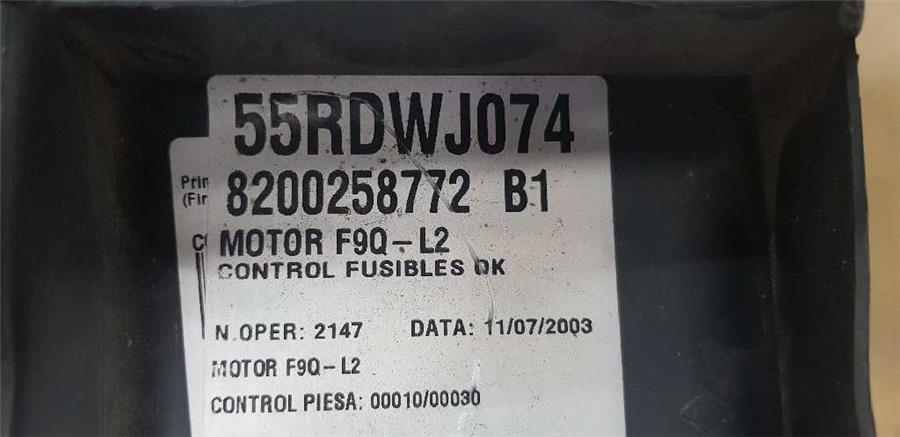 55RDWJ074
8200258772 B1
MOTOR F9Q-L2
CONTROL FUSIBLES OK
N.OPER: 2147 DATA: 11/07/2003
MOTOR F9Q-L2
CONTROL PIESA: 00010/00030